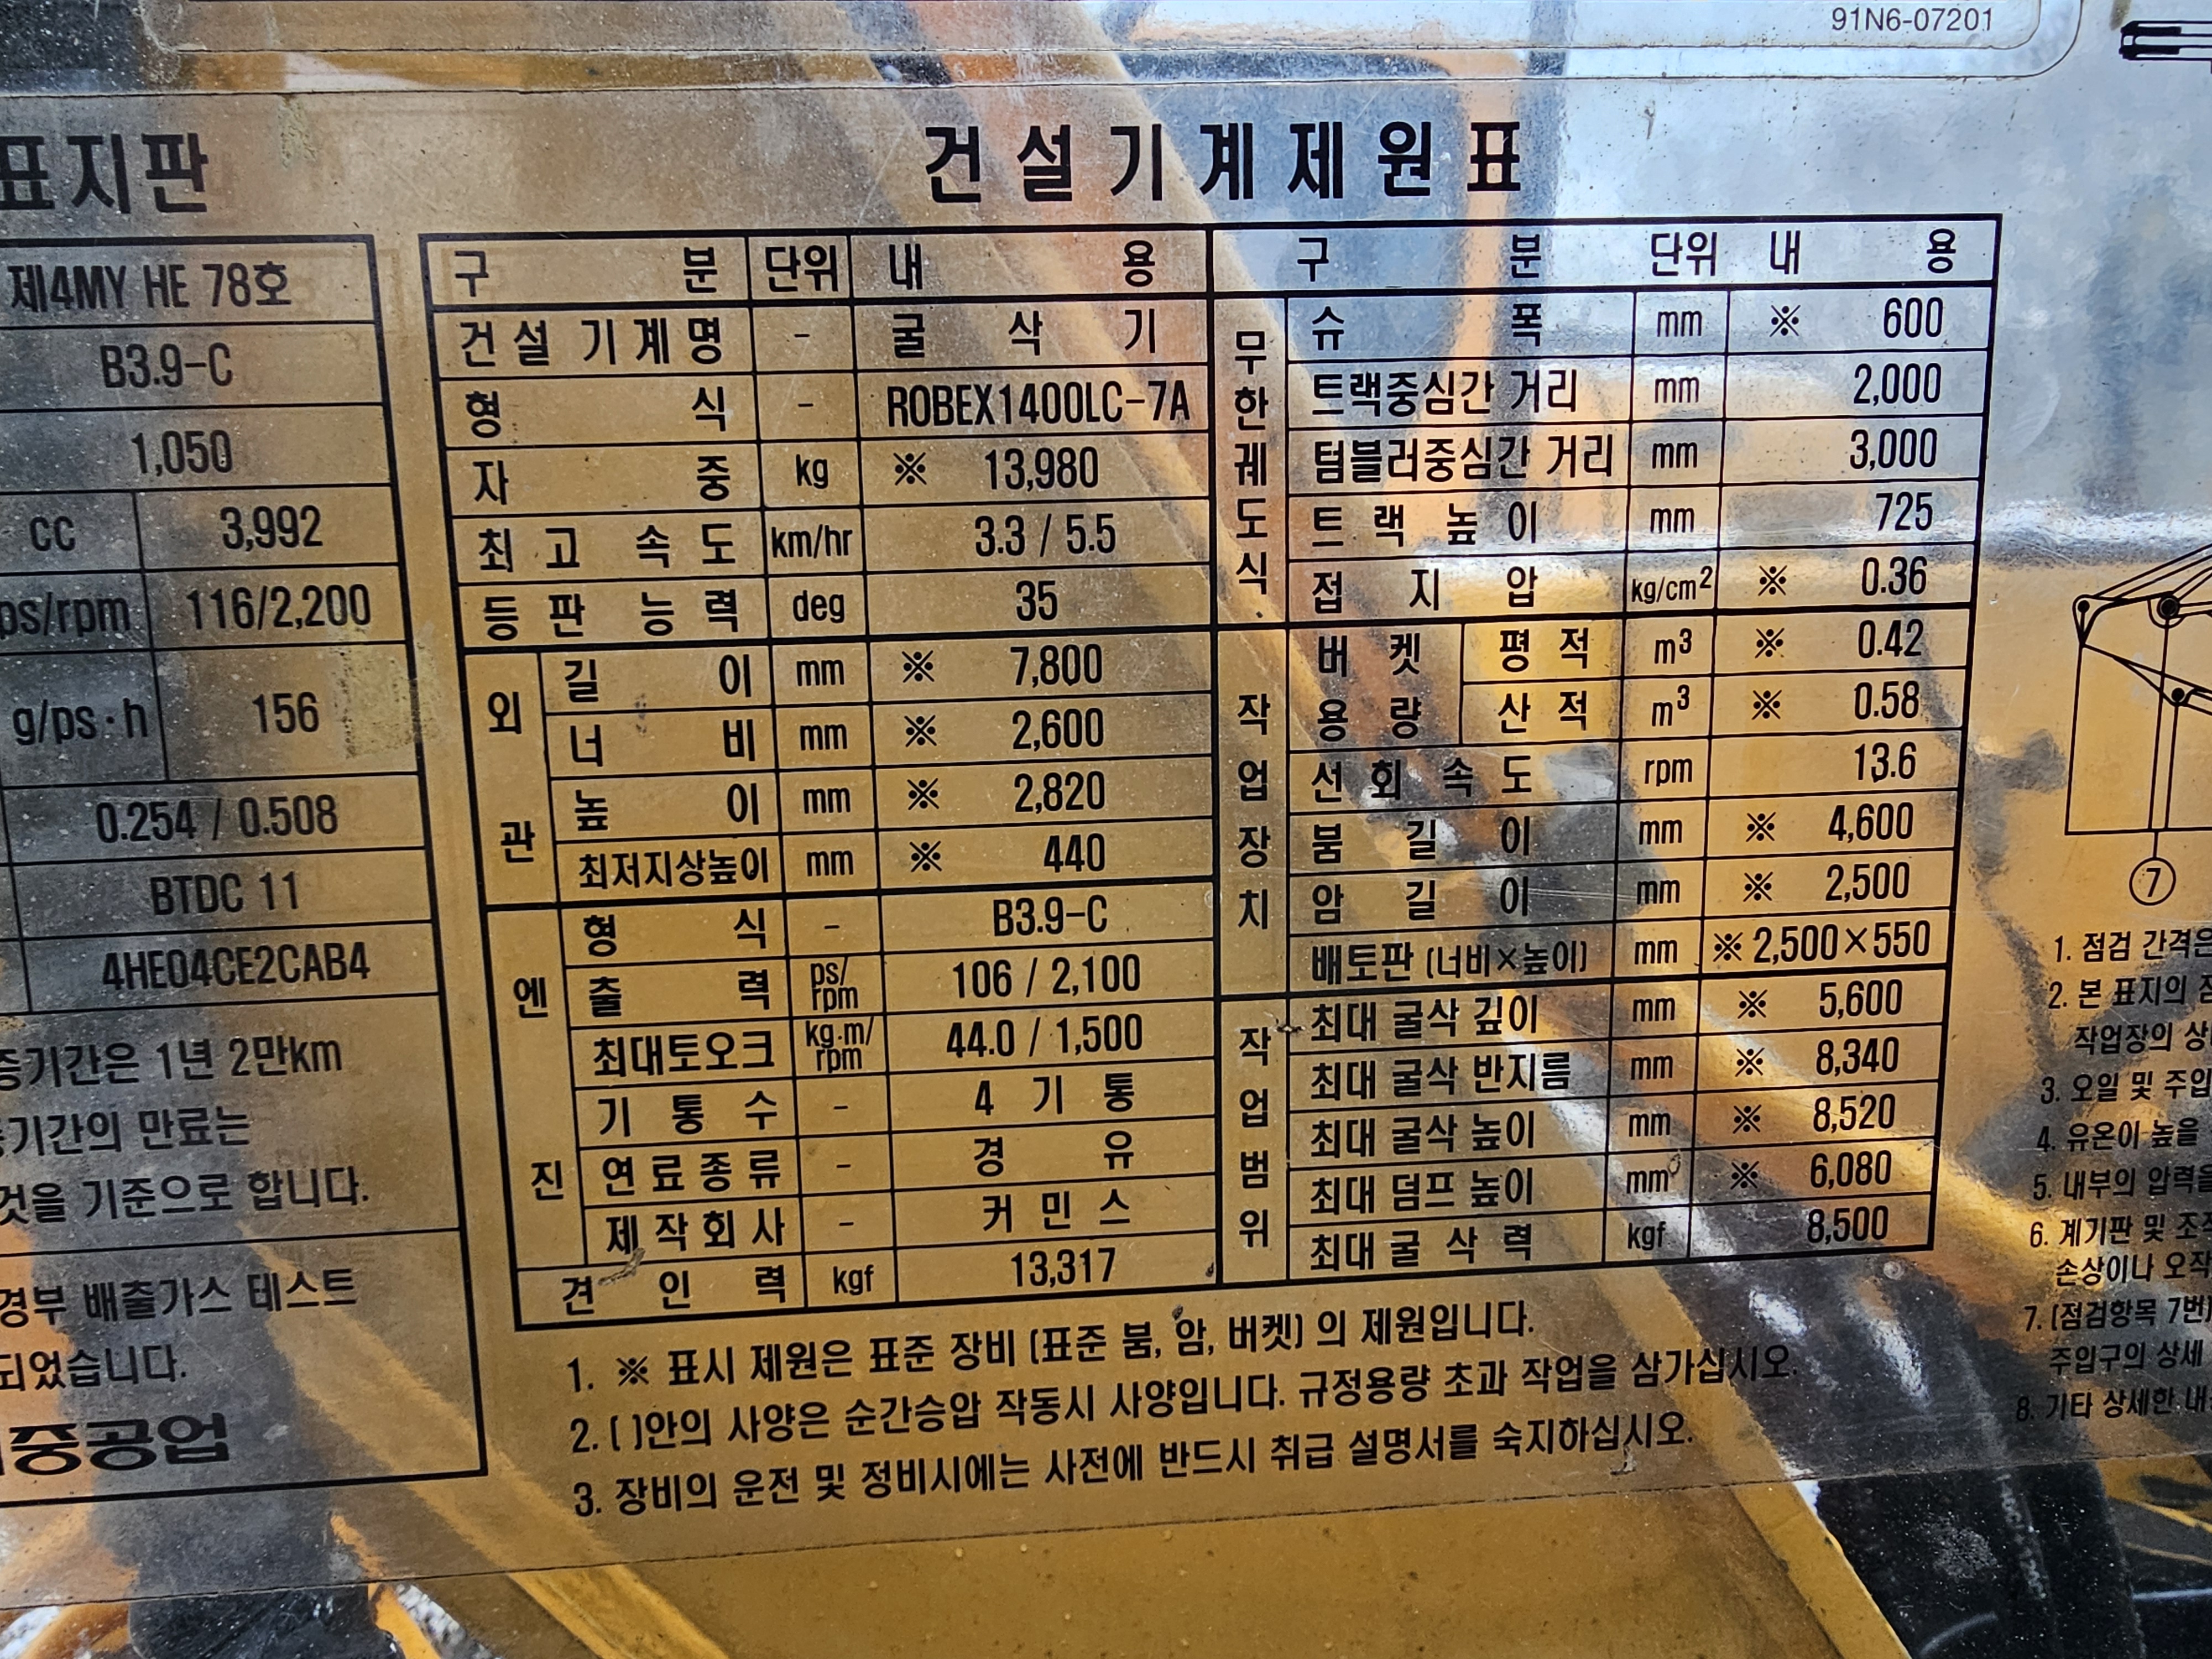 91N6-07201
표지판
제4MY HE 78호
B3.9-C
1,050
CC 3,992
ps/rpm 116/2,200
g/ps·h 156
0.254 / 0.508
BTDC 11
4HE04CE2CAB4
증기간은 1년 2만km
기간의 만료는
것을 기준으로 합니다.
경부 배출가스 테스트
되었습니다.
중공업
건설기계제원표
구 분 단위 내 용
건설기계명 - 굴삭기
형 식 - ROBEX1400LC-7A
자 중 kg ※ 13,980
최고 속도 km/hr 3.3 / 5.5
등판능력 deg 35
외관
길 이 mm ※ 7,800
너 비 mm ※ 2,600
높 이 mm ※ 2,820
최저지상높이 mm ※ 440
엔진
형 식 - B3.9-C
출 력 ps/rpm 106 / 2,100
최대토오크 kg·m/rpm 44.0 / 1,500
기통수 - 4 기통
연료종류 - 경 유
제작회사 - 커민스
견 인 력 kgf 13,317
구 분 단위 내 용
무한궤도식
슈 폭 mm ※ 600
트랙중심간 거리 mm 2,000
텀블러중심간 거리 mm 3,000
트랙 높이 mm 725
접 지 압 kg/cm² ※ 0.36
작업장치
버켓용량 평적 m³ ※ 0.42
산적 m³ ※ 0.58
선회속도 rpm 13.6
붐 길 이 mm ※ 4,600
암 길 이 mm ※ 2,500
배토판 (너비×높이) mm ※ 2,500×550
작업범위
최대 굴삭 깊이 mm ※ 5,600
최대 굴삭 반지름 mm ※ 8,340
최대 굴삭 높이 mm ※ 8,520
최대 덤프 높이 mm ※ 6,080
최대 굴 삭 력 kgf 8,500
1. ※ 표시 제원은 표준 장비 (표준 붐, 암, 버켓) 의 제원입니다.
2. ( )안의 사양은 순간승압 작동시 사양입니다. 규정용량 초과 작업을 삼가십시오.
3. 장비의 운전 및 정비시에는 사전에 반드시 취급 설명서를 숙지하십시오.
⑦
1. 점검 간격은
2. 본 표지의 점
작업장의 상
3. 오일 및 주입
4. 유온이 높을
5. 내부의 압력을
6. 계기판 및 조
손상이나 오작
7. (점검항목 7번)
주입구의 상세
8. 기타 상세한 내